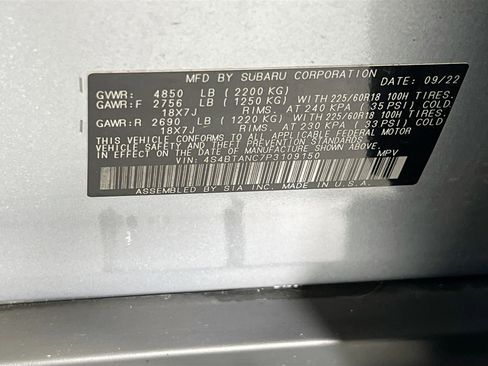 MFD BY SUBARU CORPORATION DATE: 09/22
GVWR: 4850 LB (2200 KG)
GAWR:F 2756 LB (1250 KG) WITH 225/60R18 100H TIRES,
18X7J RIMS. AT 240 KPA (35 PSI) COLD
GAWR:R 2690 LB (1220 KG) WITH 225/60R18 100H TIRES,
18X7J RIMS. AT 230 KPA (33 PSI) COLD
THIS VEHICLE CONFORMS TO ALL APPLICABLE FEDERAL MOTOR
VEHICLE SAFETY, BUMPER, AND THEFT PREVENTION STANDARDS
IN EFFECT ON THE DATE OF MANUFACTURE SHOWN ABOVE.
VIN: 4S4BTANC7P3109150 MPV
ASSEMBLED BY SIA INC. MADE IN U.S.A.